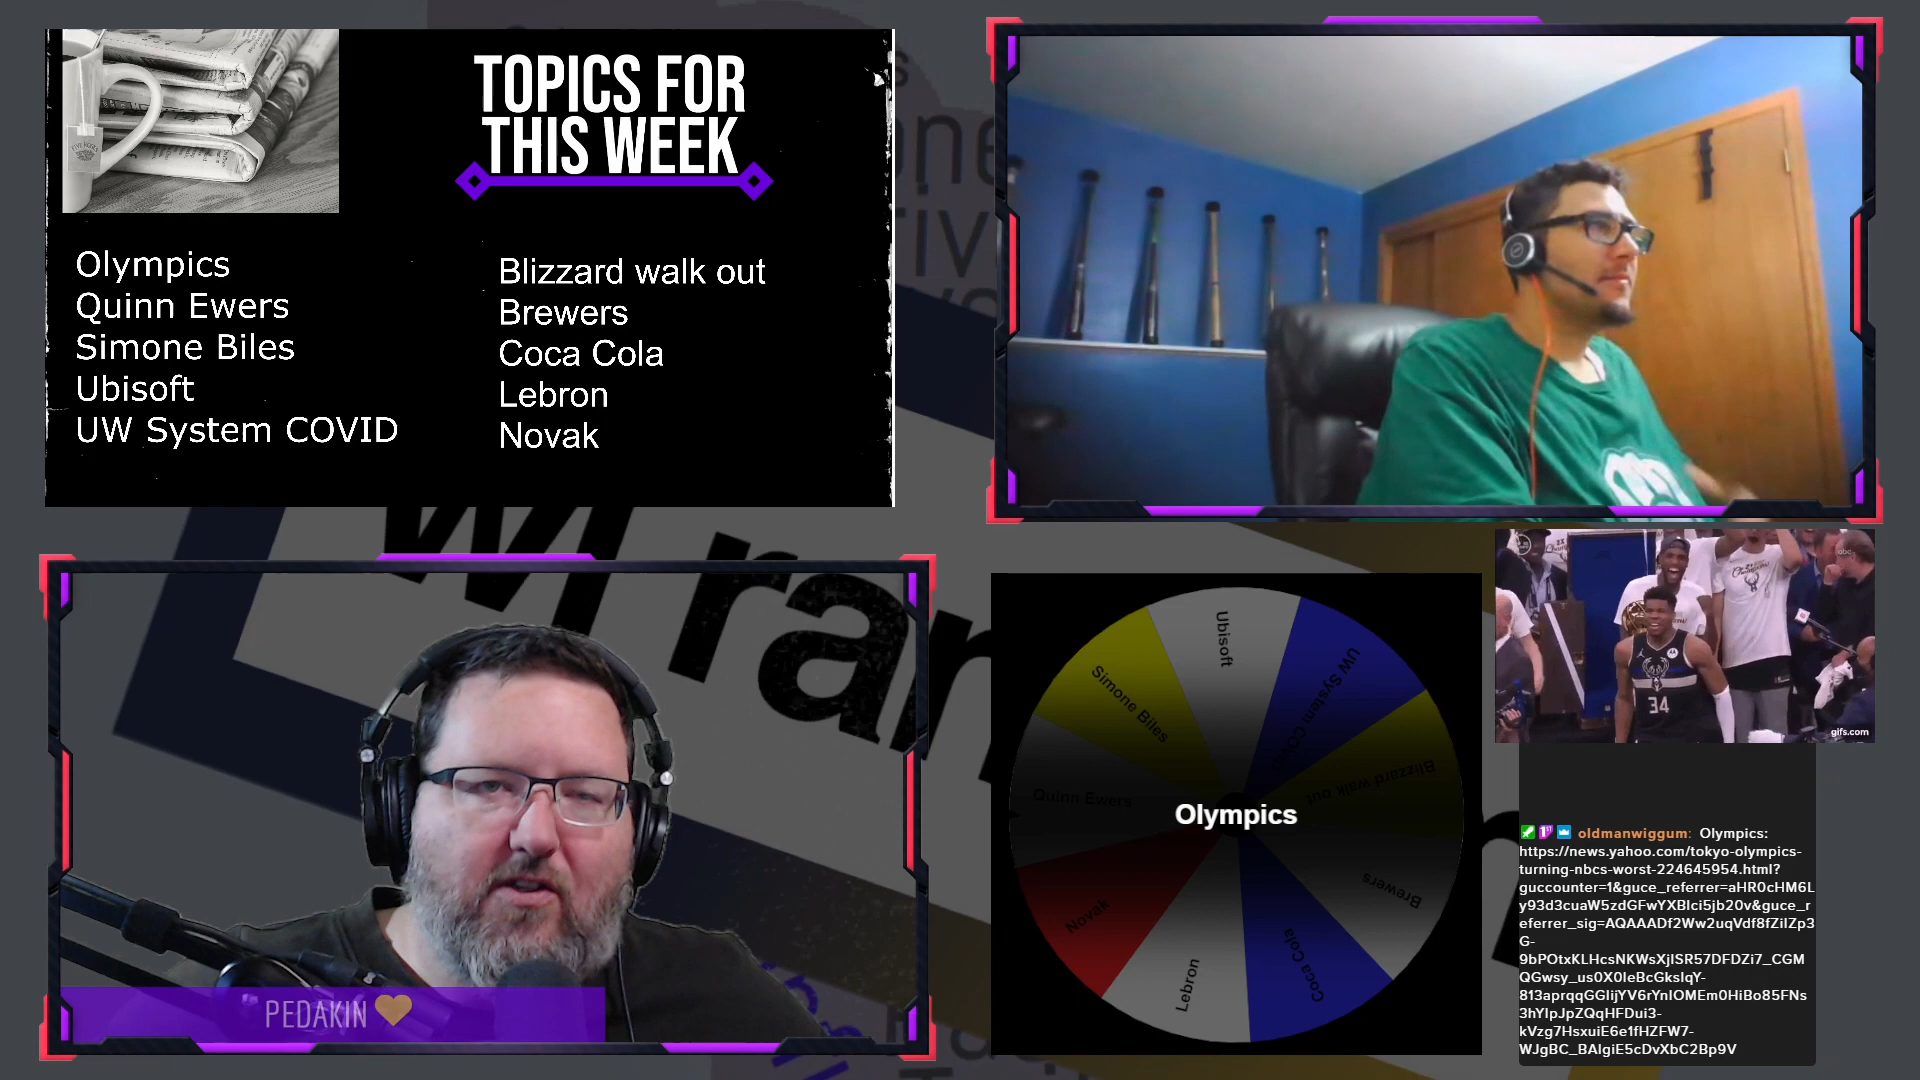 TOPICS FOR
THIS WEEK
Olympics
Quinn Ewers
Simone Biles
Ubisoft
UW System COVID
Blizzard walk out
Brewers
Coca Cola
Lebron
Novak
PEDAKIN
Ubisoft
UW System COVID
Blizzard walk out
Brewers
Coca Cola
Lebron
Novak
Quinn Ewers
Simone Biles
Olympics
abc
34
gifs.com
oldmanwiggum: Olympics:
https://news.yahoo.com/tokyo-olympics-
turning-nbcs-worst-224645954.html?
guccounter=1&guce_referrer=aHR0cHM6L
y93d3cuaW5zdGFwYXBlci5jb20v&guce_r
eferrer_sig=AQAAADf2Ww2uqVdf8fZilZp3
G-
9bPOtxKLHcsNKWsXjlSR57DFDZi7_CGM
QGwsy_us0X0IeBcGksIqY-
813aprqqGGlijYV6rYnlOMEm0HiBo85FNs
3hYlpJpZQqHFDui3-
kVzg7HsxuiE6e1fHZFW7-
WJgBC_BAlgiE5cDvXbC2Bp9V